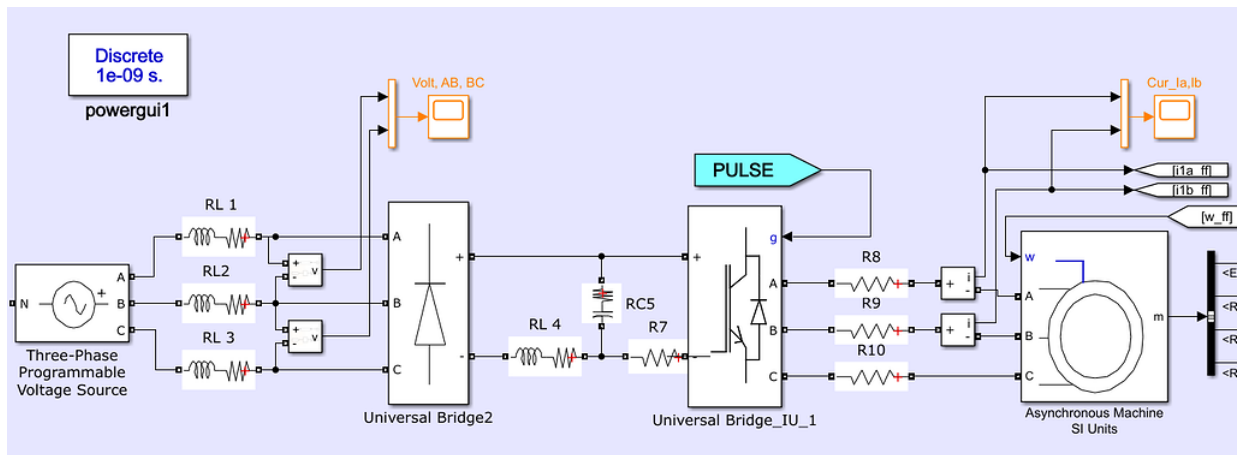 Discrete
1e-09 s.
powergui1
Volt, AB, BC
Cur_Ia,Ib
PULSE
[i1a_ff]
[i1b_ff]
[w_ff]
RL 1
RL2
RL 3
N
A
B
C
+
Three-Phase
Programmable
Voltage Source
+
-
v
+
-
v
A
B
C
+
-
Universal Bridge2
RL 4
RC5
R7
g
+
-
A
B
C
Universal Bridge_IU_1
R8
R9
R10
+
i
-
+
i
-
w
A
B
C
m
Asynchronous Machine
SI Units
<E
<R
<R
<R